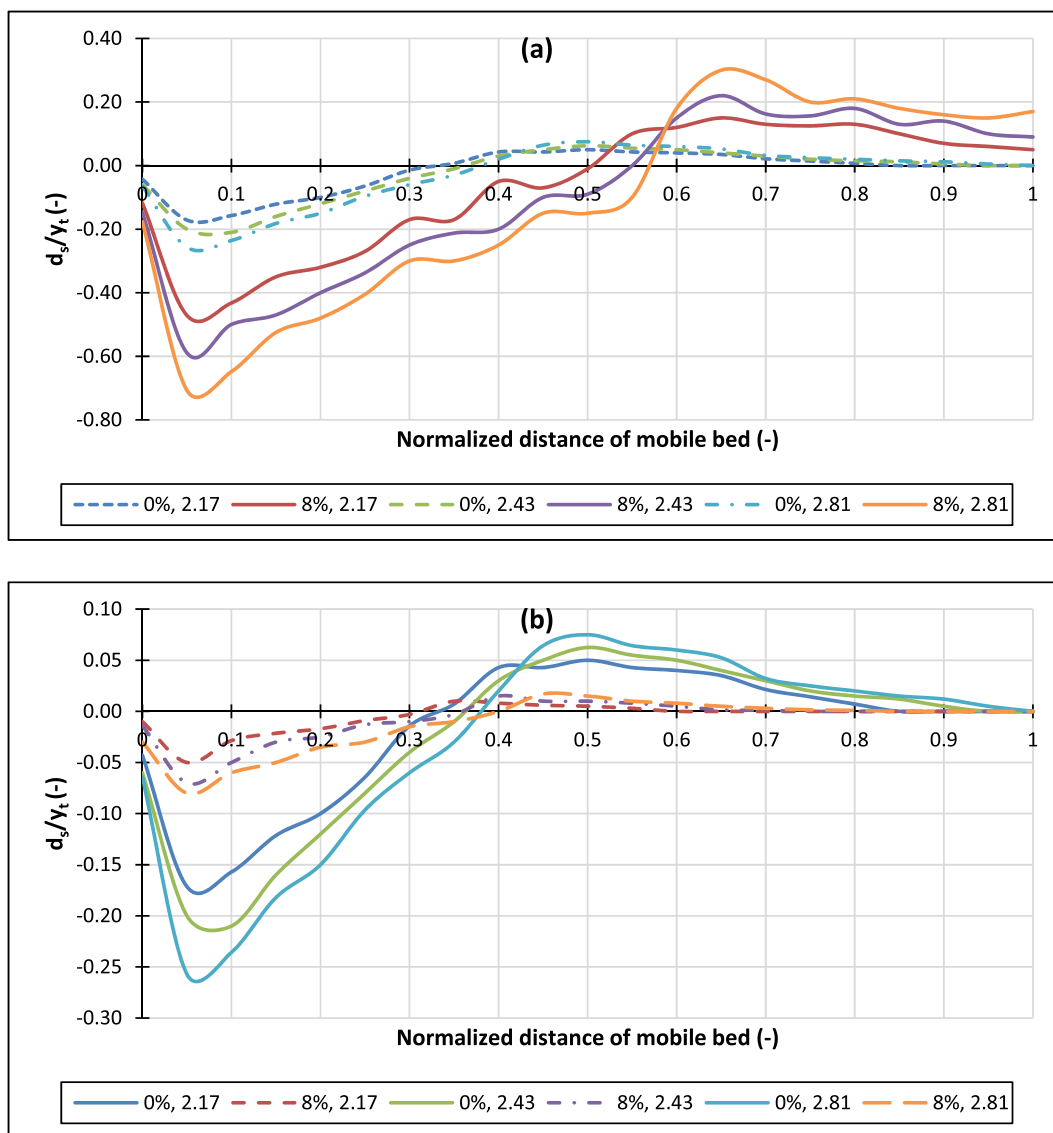 (a)
0.40
0.20
0.00
-0.20
-0.40
-0.60
-0.80
0 0.1 0.2 0.3 0.4 0.5 0.6 0.7 0.8 0.9 1
ds/yt (-)
Normalized distance of mobile bed (-)
0%, 2.17 8%, 2.17 0%, 2.43 8%, 2.43 0%, 2.81 8%, 2.81
(b)
0.10
0.05
0.00
-0.05
-0.10
-0.15
-0.20
-0.25
-0.30
0 0.1 0.2 0.3 0.4 0.5 0.6 0.7 0.8 0.9 1
ds/yt (-)
Normalized distance of mobile bed (-)
0%, 2.17 8%, 2.17 0%, 2.43 8%, 2.43 0%, 2.81 8%, 2.81